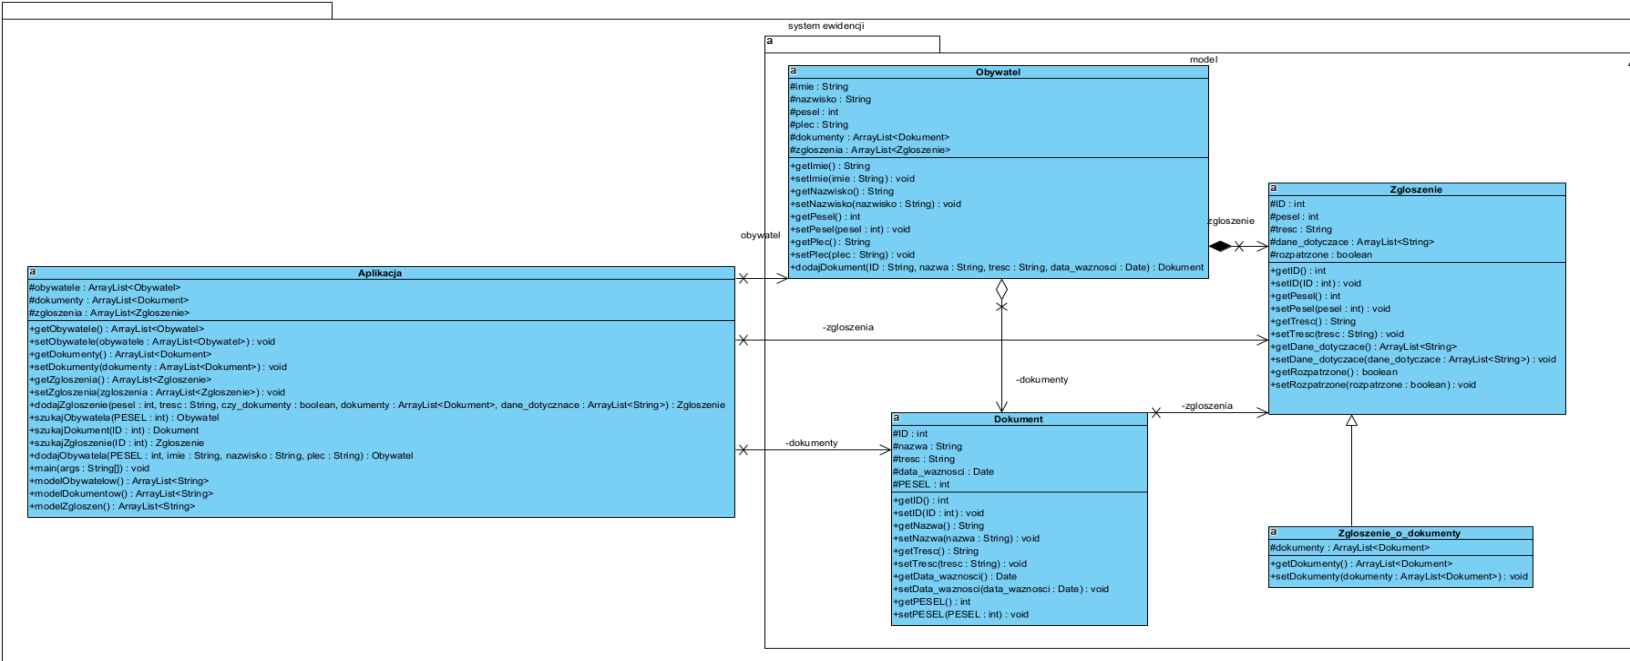 system ewidencji
a
model
a
Obywatel
#imie : String
#nazwisko : String
#pesel : int
#plec : String
#dokumenty : ArrayList<Dokument>
#zgloszenia : ArrayList<Zgloszenie>
+getImie() : String
+setImie(imie : String) : void
+getNazwisko() : String
+setNazwisko(nazwisko : String) : void
+getPesel() : int
+setPesel(pesel : int) : void
+getPlec() : String
+setPlec(plec : String) : void
+dodajDokument(ID : String, nazwa : String, tresc : String, data_waznosci : Date) : Dokument
zgloszenie
a
Zgloszenie
#ID : int
#pesel : int
#tresc : String
#dane_dotyczace : ArrayList<String>
#rozpatrzone : boolean
+getID() : int
+setID(ID : int) : void
+getPesel() : int
+setPesel(pesel : int) : void
+getTresc() : String
+setTresc(tresc : String) : void
+getDane_dotyczace() : ArrayList<String>
+setDane_dotyczace(dane_dotyczace : ArrayList<String>) : void
+getRozpatrzone() : boolean
+setRozpatrzone(rozpatrzone : boolean) : void
obywatel
a
Aplikacja
#obywatele : ArrayList<Obywatel>
#dokumenty : ArrayList<Dokument>
#zgloszenia : ArrayList<Zgloszenie>
+getObywatele() : ArrayList<Obywatel>
+setObywatele(obywatele : ArrayList<Obywatel>) : void
+getDokumenty() : ArrayList<Dokument>
+setDokumenty(dokumenty : ArrayList<Dokument>) : void
+getZgloszenia() : ArrayList<Zgloszenie>
+setZgloszenia(zgloszenia : ArrayList<Zgloszenie>) : void
+dodajZgloszenie(pesel : int, tresc : String, czy_dokumenty : boolean, dokumenty : ArrayList<Dokument>, dane_dotycznace : ArrayList<String>) : Zgloszenie
+szukajObywatela(PESEL : int) : Obywatel
+szukajDokument(ID : int) : Dokument
+szukajZgłoszenie(ID : int) : Zgloszenie
+dodajObywatela(PESEL : int, imie : String, nazwisko : String, plec : String) : Obywatel
+main(args : String[]) : void
+modelObywatelow() : ArrayList<String>
+modelDokumentow() : ArrayList<String>
+modelZgloszen() : ArrayList<String>
-zgloszenia
-dokumenty
-dokumenty
-zgloszenia
a
Dokument
#ID : int
#nazwa : String
#tresc : String
#data_waznosci : Date
#PESEL : int
+getID() : int
+setID(ID : int) : void
+getNazwa() : String
+setNazwa(nazwa : String) : void
+getTresc() : String
+setTresc(tresc : String) : void
+getData_waznosci() : Date
+setData_waznosci(data_waznosci : Date) : void
+getPESEL() : int
+setPESEL(PESEL : int) : void
a
Zgloszenie_o_dokumenty
#dokumenty : ArrayList<Dokument>
+getDokumenty() : ArrayList<Dokument>
+setDokumenty(dokumenty : ArrayList<Dokument>) : void